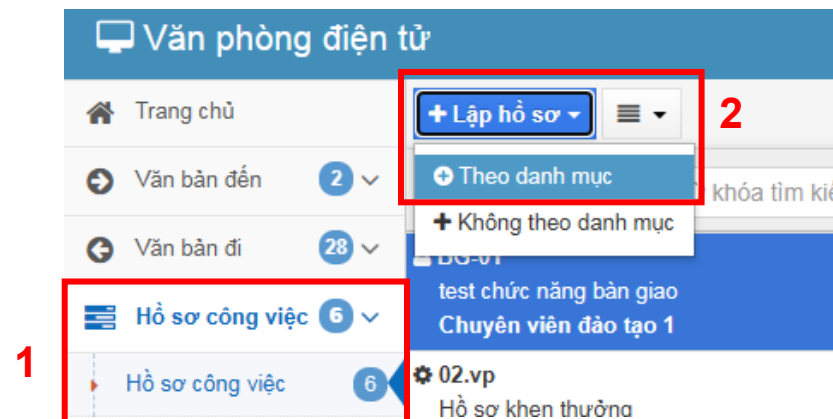 Văn phòng điện tử
Trang chủ
+ Lập hồ sơ
2
Văn bản đến 2
Theo danh mục
khóa tìm
+ Không theo danh mục
Văn bản đi 28
BG-01
test chức năng bàn giao
Chuyên viên đào tạo 1
Hồ sơ công việc 6
1
Hồ sơ công việc 6
02.vp
Hồ sơ khen thưởng